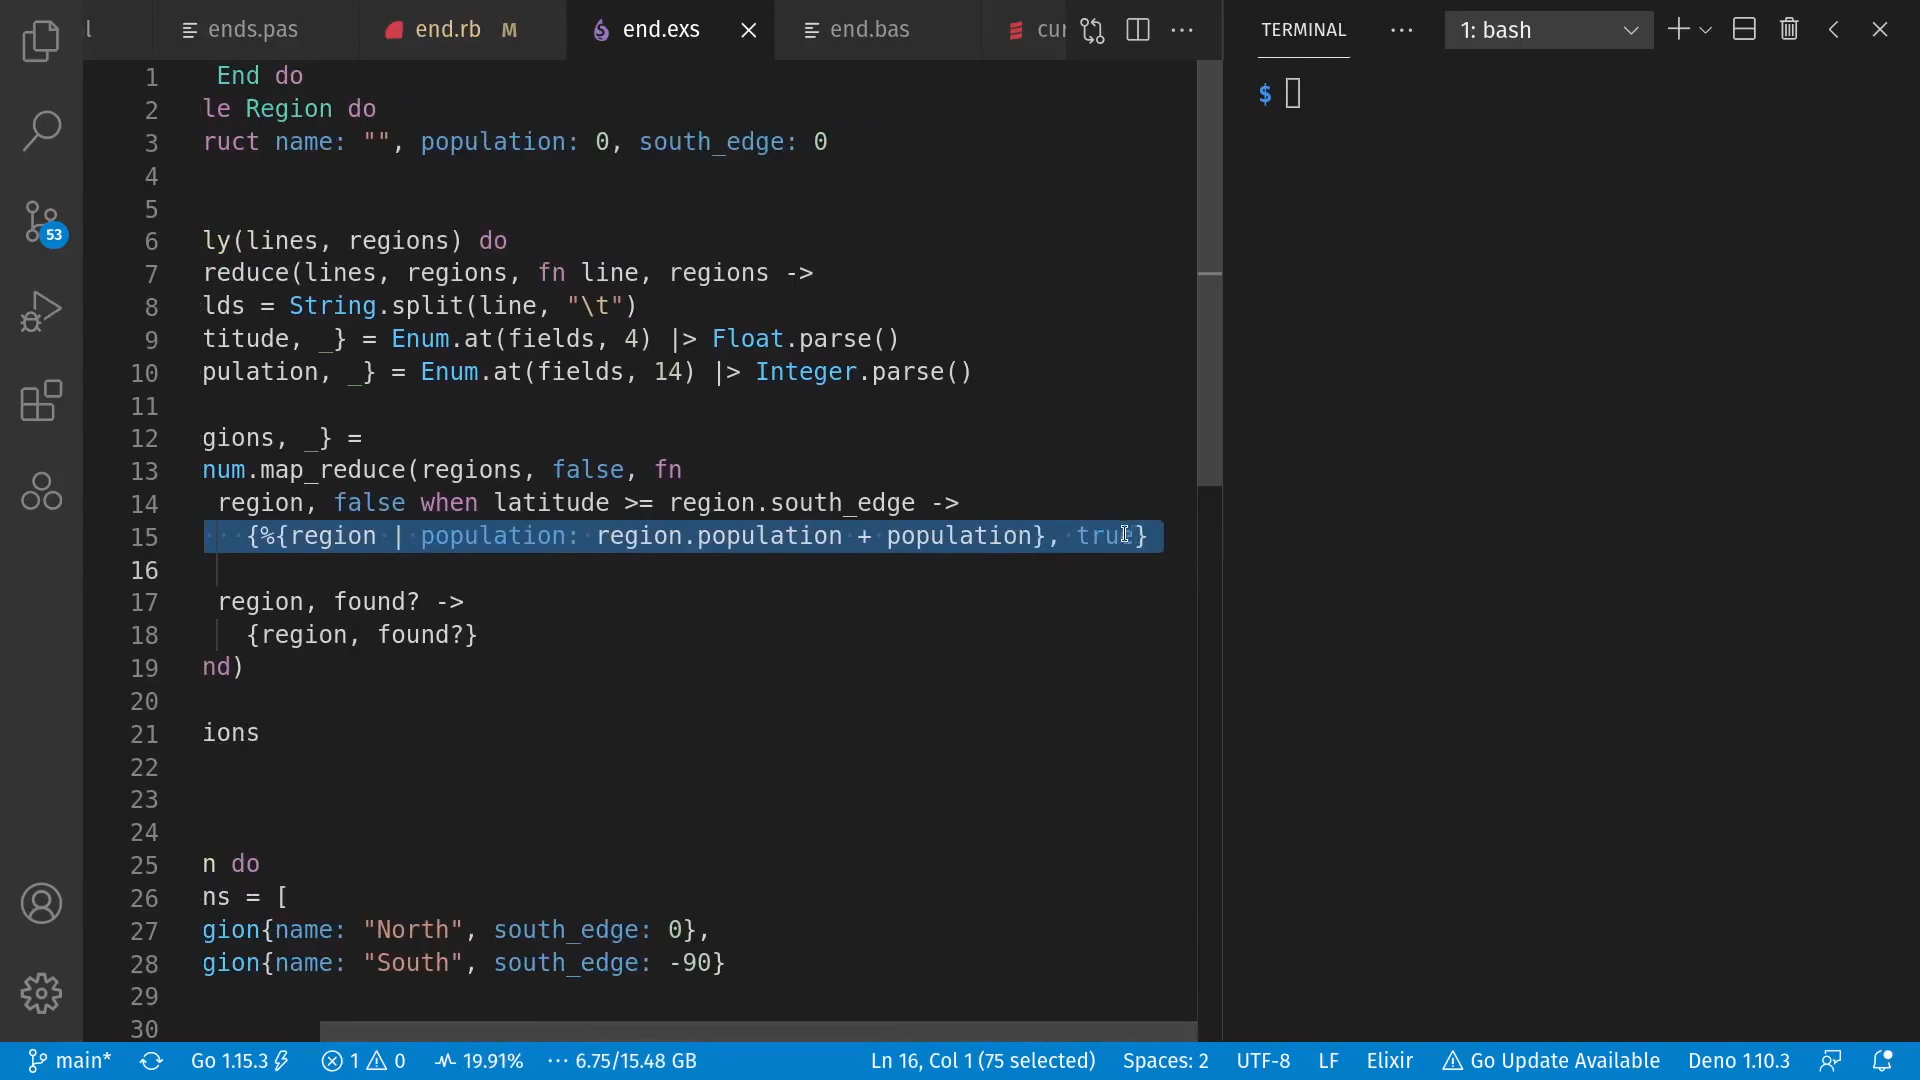 l
ends.pas
end.rb M
end.exs
end.bas
cur
TERMINAL
1: bash
$
53
1 End do
2 le Region do
3 ruct name: "", population: 0, south_edge: 0
4
5
6 ly(lines, regions) do
7 reduce(lines, regions, fn line, regions ->
8 lds = String.split(line, "\t")
9 titude, _} = Enum.at(fields, 4) |> Float.parse()
10 pulation, _} = Enum.at(fields, 14) |> Integer.parse()
11
12 gions, _} =
13 num.map_reduce(regions, false, fn
14 region, false when latitude >= region.south_edge ->
15 {%{region | population: region.population + population}, true}
16
17 region, found? ->
18 {region, found?}
19 nd)
20
21 ions
22
23
24
25 n do
26 ns = [
27 gion{name: "North", south_edge: 0},
28 gion{name: "South", south_edge: -90}
29
30
main* Go 1.15.3 1 0 19.91% 6.75/15.48 GB Ln 16, Col 1 (75 selected) Spaces: 2 UTF-8 LF Elixir Go Update Available Deno 1.10.3